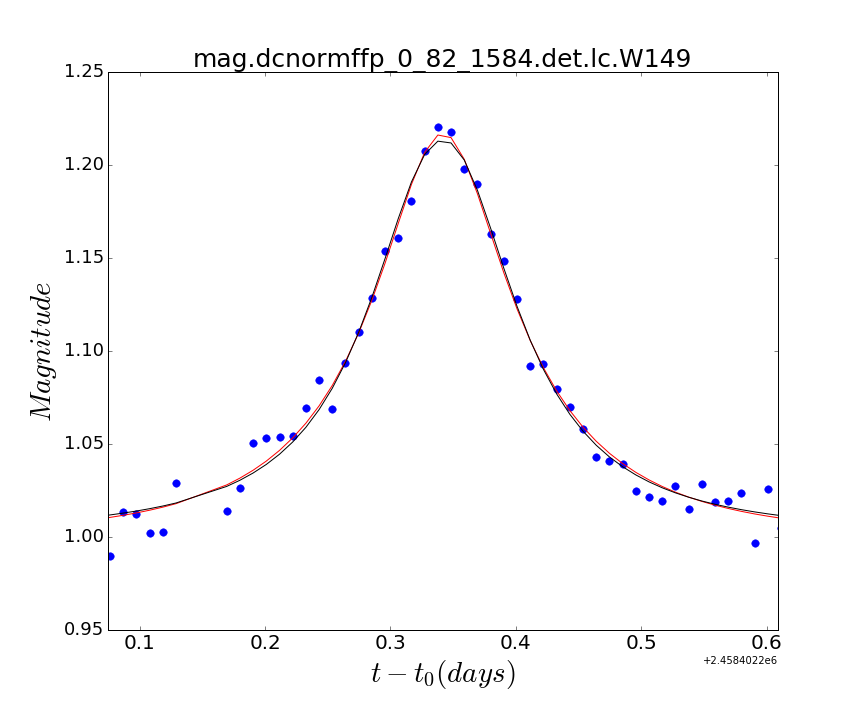 mag.dcnormffp_0_82_1584.det.lc.W149
1.25
1.20
1.15
1.10
1.05
1.00
0.95
Magnitude
0.1 0.2 0.3 0.4 0.5 0.6
+2.4584022e6
t − t₀(days)